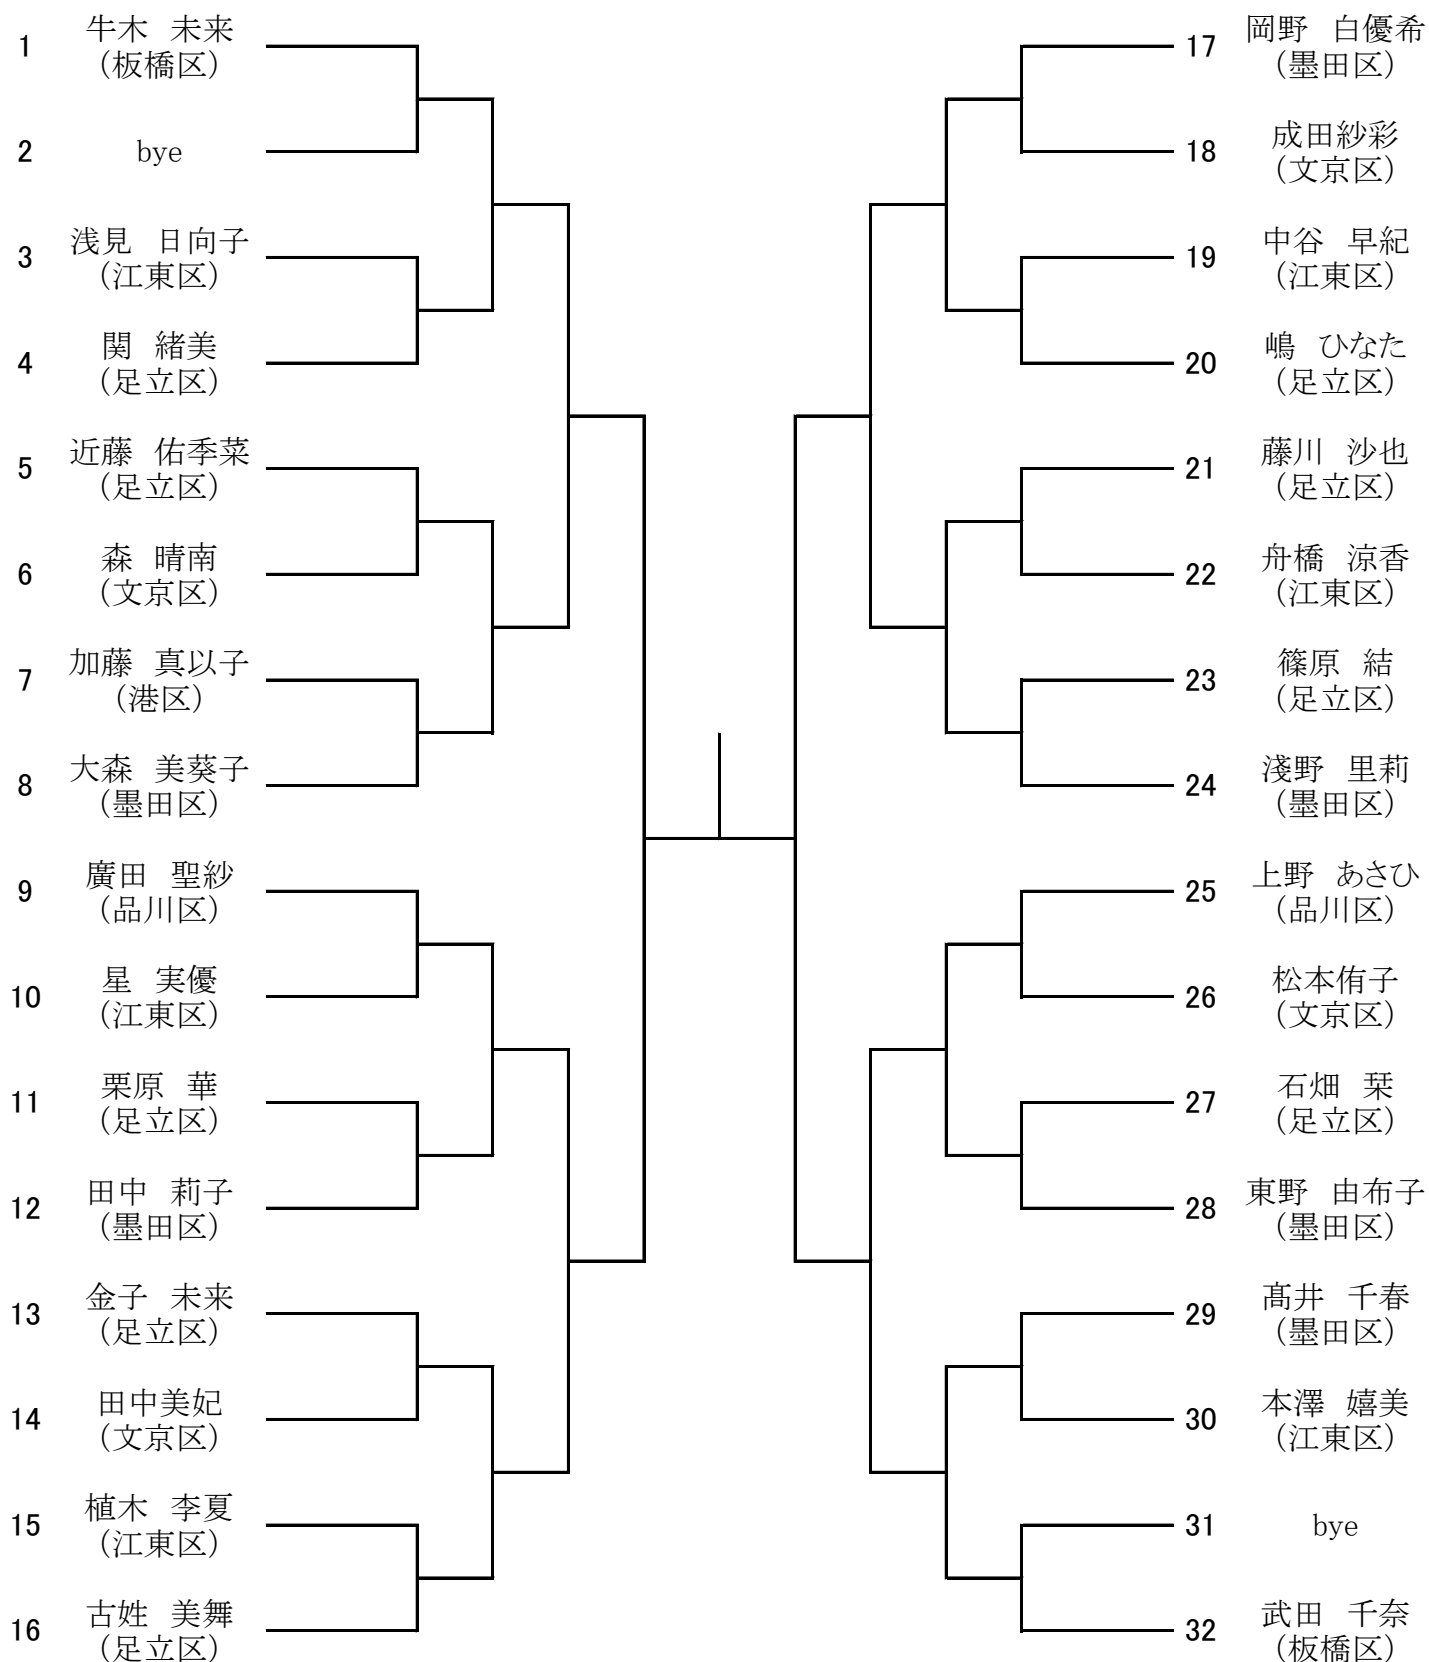 1 牛木 未来
(板橋区)
2 bye
3 浅見 日向子
(江東区)
4 関 緒美
(足立区)
5 近藤 佑季菜
(足立区)
6 森 晴南
(文京区)
7 加藤 真以子
(港区)
8 大森 美葵子
(墨田区)
9 廣田 聖紗
(品川区)
10 星 実優
(江東区)
11 栗原 華
(足立区)
12 田中 莉子
(墨田区)
13 金子 未来
(足立区)
14 田中美妃
(文京区)
15 植木 李夏
(江東区)
16 古姓 美舞
(足立区)
17 岡野 白優希
(墨田区)
18 成田紗彩
(文京区)
19 中谷 早紀
(江東区)
20 嶋 ひなた
(足立区)
21 藤川 沙也
(足立区)
22 舟橋 涼香
(江東区)
23 篠原 結
(足立区)
24 淺野 里莉
(墨田区)
25 上野 あさひ
(品川区)
26 松本侑子
(文京区)
27 石畑 栞
(足立区)
28 東野 由布子
(墨田区)
29 髙井 千春
(墨田区)
30 本澤 嬉美
(江東区)
31 bye
32 武田 千奈
(板橋区)